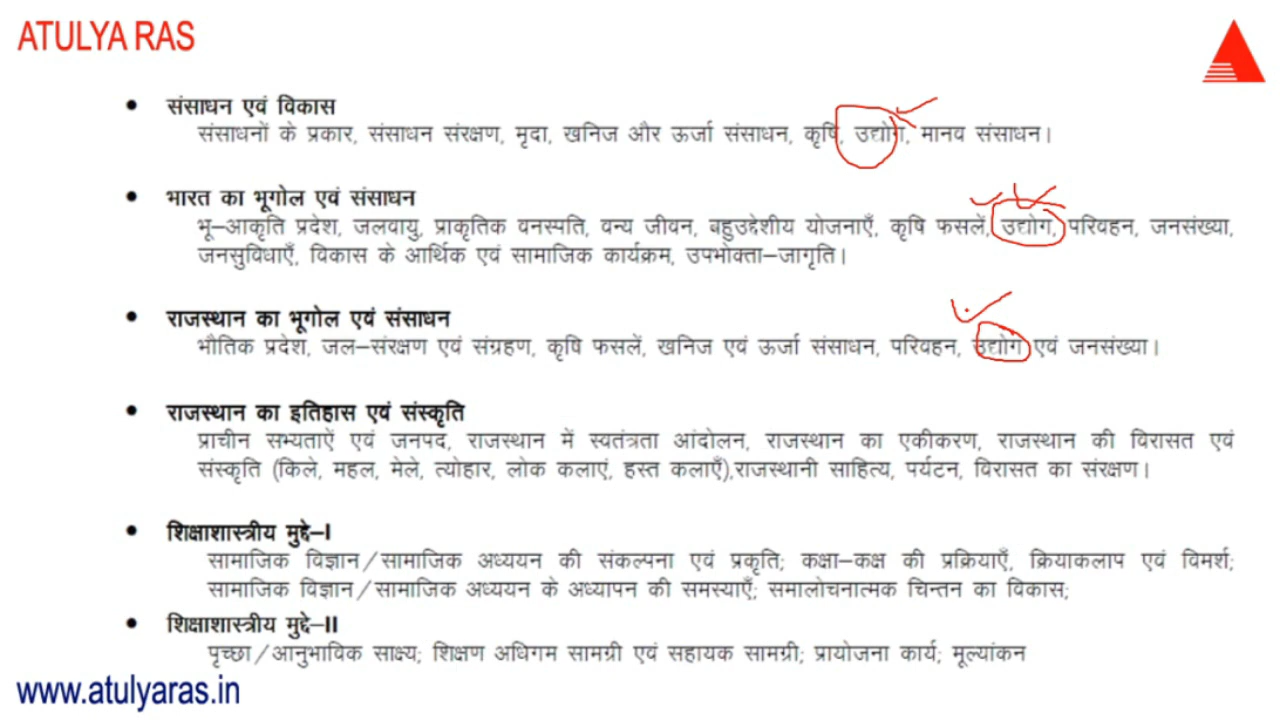 ATULYA RAS
• संसाधन एवं विकास
संसाधनों के प्रकार, संसाधन संरक्षण, मृदा, खनिज और ऊर्जा संसाधन, कृषि, उद्योग, मानव संसाधन।
• भारत का भूगोल एवं संसाधन
भू–आकृति प्रदेश, जलवायु, प्राकृतिक वनस्पति, वन्य जीवन, बहुउद्देशीय योजनाएँ, कृषि फसलें, उद्योग, परिवहन, जनसंख्या,
जनसुविधाएँ, विकास के आर्थिक एवं सामाजिक कार्यक्रम, उपभोक्ता–जागृति।
• राजस्थान का भूगोल एवं संसाधन
भौतिक प्रदेश, जल–संरक्षण एवं संग्रहण, कृषि फसलें, खनिज एवं ऊर्जा संसाधन, परिवहन, उद्योग एवं जनसंख्या।
• राजस्थान का इतिहास एवं संस्कृति
प्राचीन सभ्यताऐं एवं जनपद, राजस्थान में स्वतंत्रता आंदोलन, राजस्थान का एकीकरण, राजस्थान की विरासत एवं
संस्कृति (किले, महल, मेले, त्योहार, लोक कलाएं, हस्त कलाएँ),राजस्थानी साहित्य, पर्यटन, विरासत का संरक्षण।
• शिक्षाशास्त्रीय मुद्दे–I
सामाजिक विज्ञान/सामाजिक अध्ययन की संकल्पना एवं प्रकृति; कक्षा–कक्ष की प्रक्रियाएँ, क्रियाकलाप एवं विमर्श;
सामाजिक विज्ञान/सामाजिक अध्ययन के अध्यापन की समस्याएँ; समालोचनात्मक चिन्तन का विकास;
• शिक्षाशास्त्रीय मुद्दे–II
पृच्छा/आनुभाविक साक्ष्य; शिक्षण अधिगम सामग्री एवं सहायक सामग्री; प्रायोजना कार्य; मूल्यांकन
www.atulyaras.in